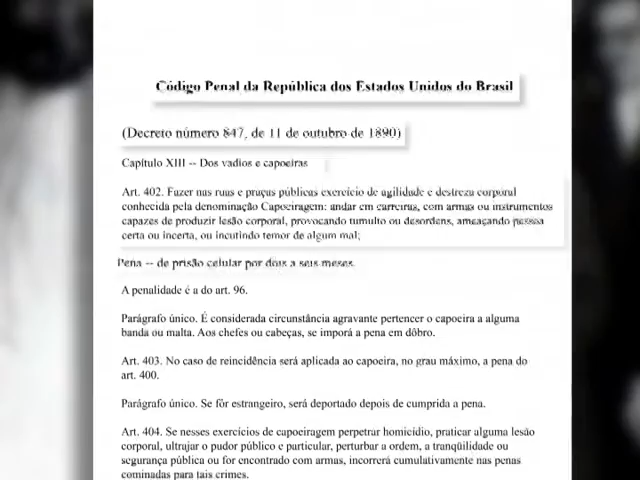 Código Penal da República dos Estados Unidos do Brasil
(Decreto número 847, de 11 de outubro de 1890)
Capítulo XIII -- Dos vadios e capoeiras
Art. 402. Fazer nas ruas e praças públicas exercício de agilidade e destreza corporal
conhecida pela denominação Capoeiragem: andar em carreiras, com armas ou instrumentos
capazes de produzir lesão corporal, provocando tumulto ou desordens, ameaçando pessoa
certa ou incerta, ou incutindo temor de algum mal;
Pena -- de prisão celular por dois a seis meses.
A penalidade é a do art. 96.
Parágrafo único. É considerada circunstância agravante pertencer o capoeira a alguma
banda ou malta. Aos chefes ou cabeças, se imporá a pena em dôbro.
Art. 403. No caso de reincidência será aplicada ao capoeira, no grau máximo, a pena do
art. 400.
Parágrafo único. Se fôr estrangeiro, será deportado depois de cumprida a pena.
Art. 404. Se nesses exercícios de capoeiragem perpetrar homicídio, praticar alguma lesão
corporal, ultrajar o pudor público e particular, perturbar a ordem, a tranqüilidade ou
segurança pública ou for encontrado com armas, incorrerá cumulativamente nas penas
cominadas para tais crimes.